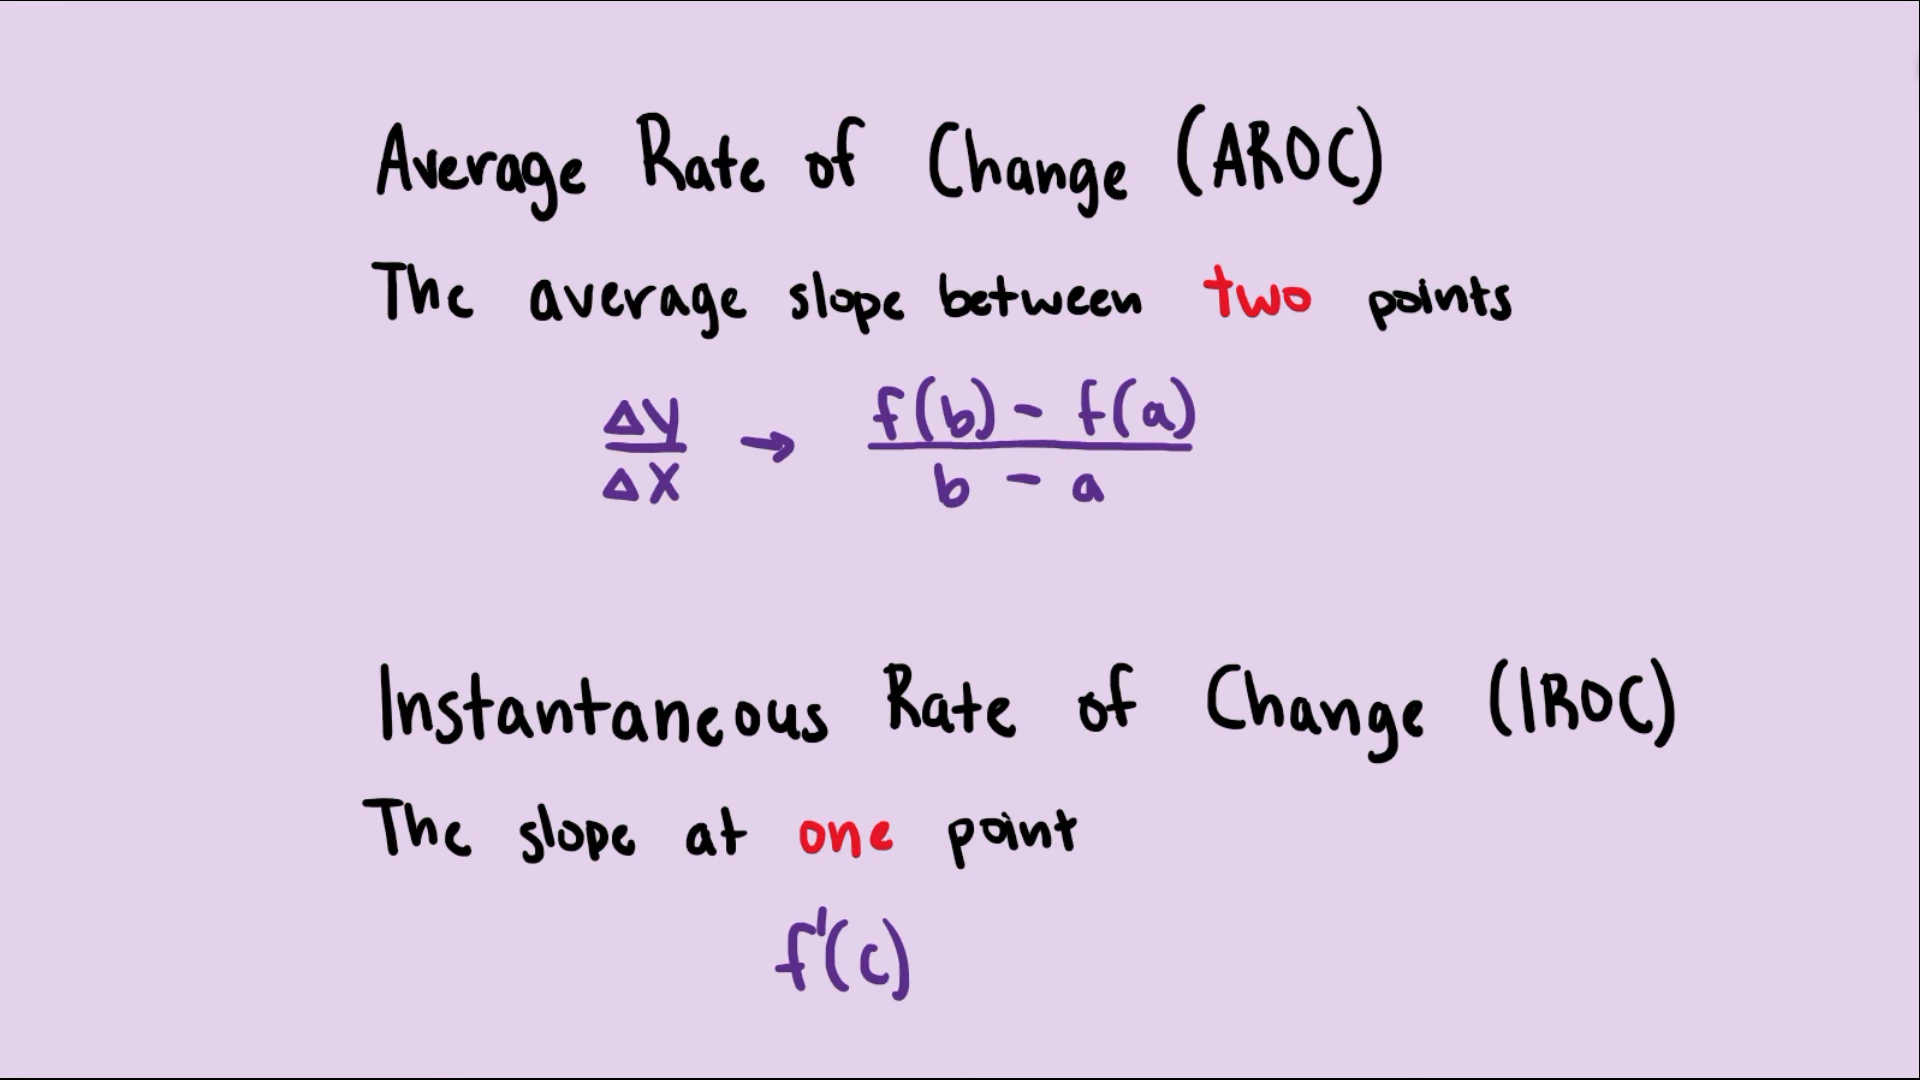 Average Rate of Change (AROC)
The average slope between two points
Δy/Δx → f(b) - f(a)/b - a
Instantaneous Rate of Change (IROC)
The slope at one point
f'(c)